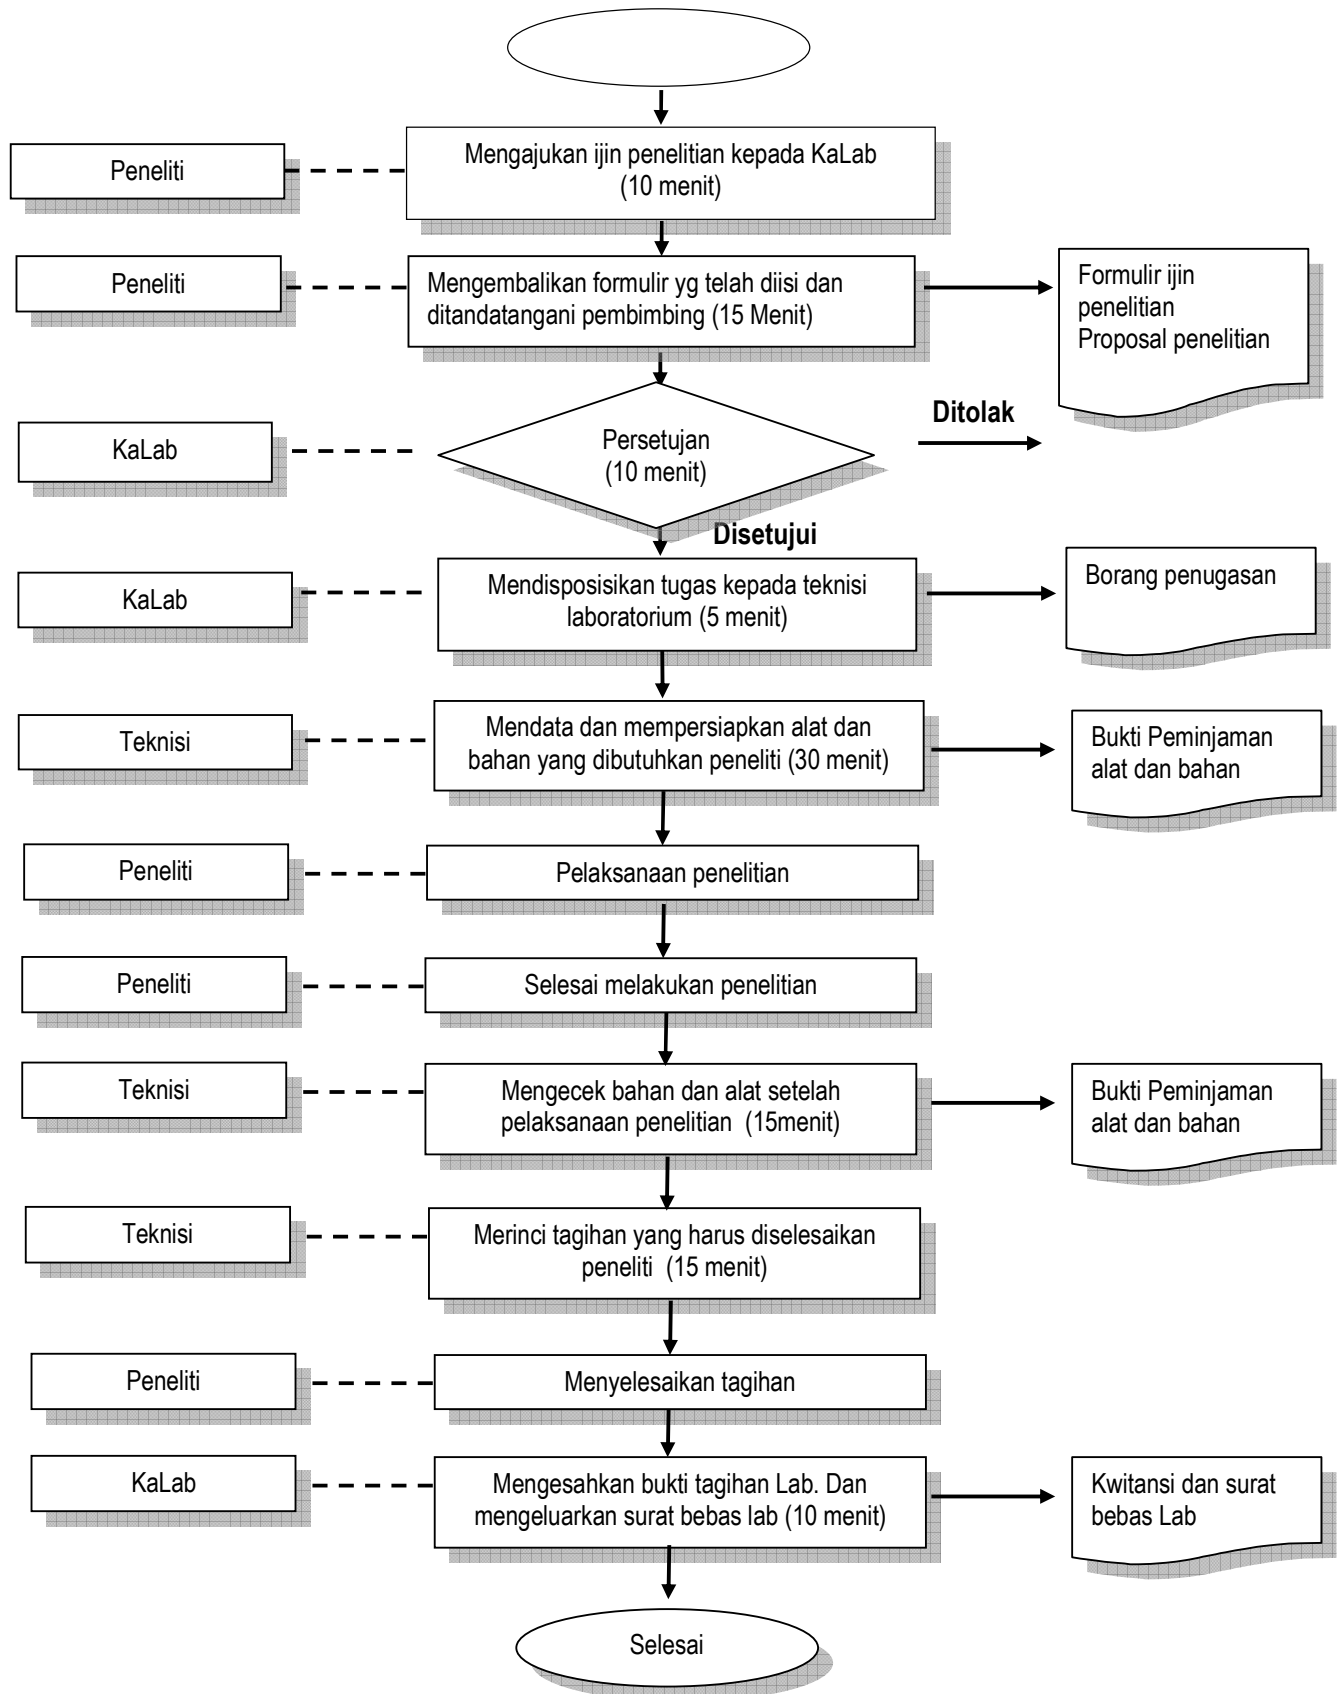 Peneliti
Mengajukan ijin penelitian kepada KaLab
(10 menit)
Peneliti
Mengembalikan formulir yg telah diisi dan
ditandatangani pembimbing (15 Menit)
Formulir ijin
penelitian
Proposal penelitian
KaLab
Persetujan
(10 menit)
Ditolak
Disetujui
KaLab
Mendisposisikan tugas kepada teknisi
laboratorium (5 menit)
Borang penugasan
Teknisi
Mendata dan mempersiapkan alat dan
bahan yang dibutuhkan peneliti (30 menit)
Bukti Peminjaman
alat dan bahan
Peneliti
Pelaksanaan penelitian
Peneliti
Selesai melakukan penelitian
Teknisi
Mengecek bahan dan alat setelah
pelaksanaan penelitian  (15menit)
Bukti Peminjaman
alat dan bahan
Teknisi
Merinci tagihan yang harus diselesaikan
peneliti  (15 menit)
Peneliti
Menyelesaikan tagihan
KaLab
Mengesahkan bukti tagihan Lab. Dan
mengeluarkan surat bebas lab (10 menit)
Kwitansi dan surat
bebas Lab
Selesai